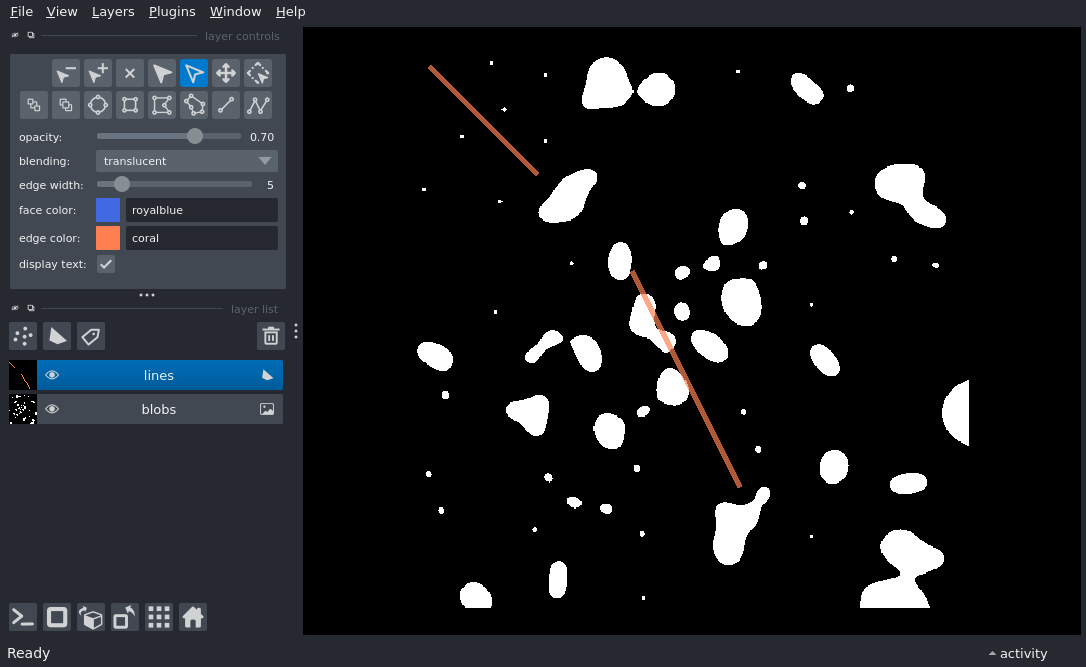 File View Layers Plugins Window Help
layer controls
opacity: 0.70
blending: translucent
edge width: 5
face color: royalblue
edge color: coral
display text:
layer list
lines
blobs
Ready
activity